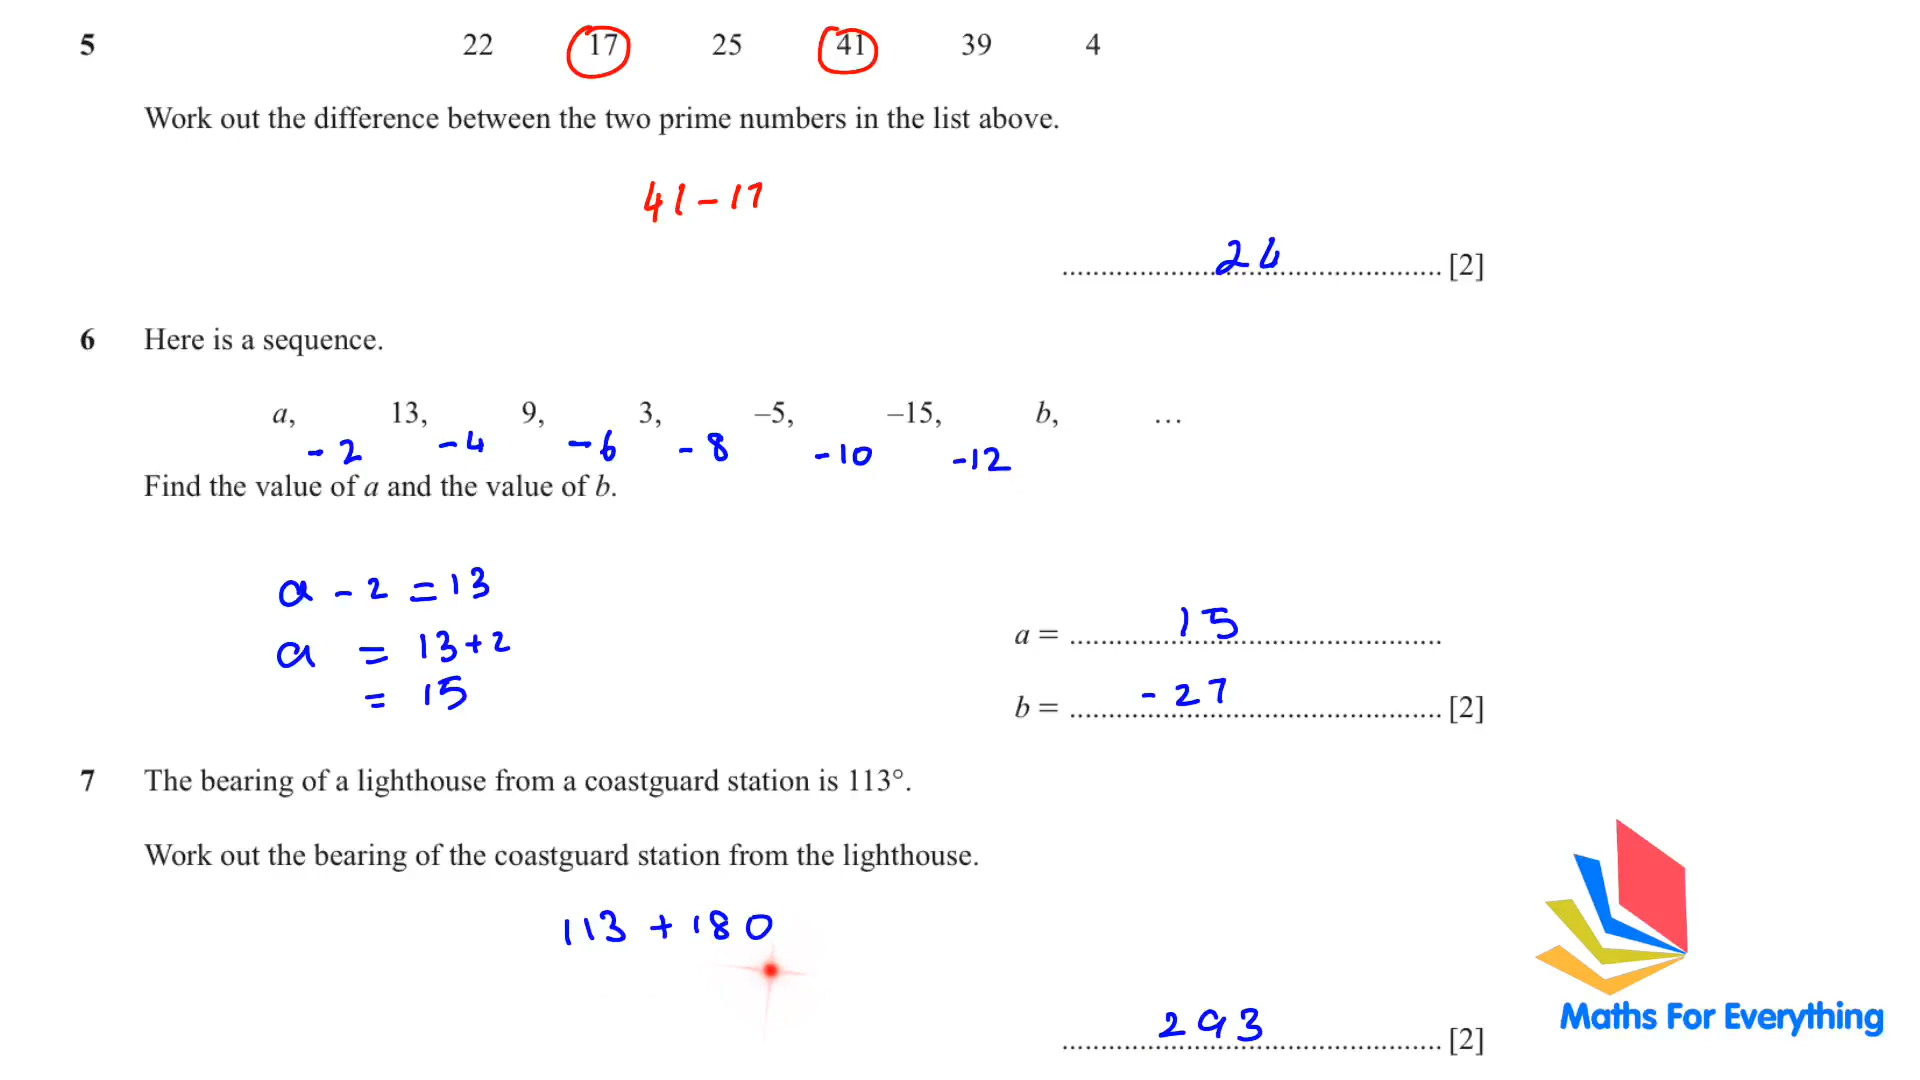 5 22 17 25 41 39 4
Work out the difference between the two prime numbers in the list above.
41 - 17
24
.................................................. [2]
6 Here is a sequence.
a, 13, 9, 3, –5, –15, b, …
-2 -4 -6 -8 -10 -12
Find the value of a and the value of b.
a - 2 = 13
a = 13+2
= 15
a = 15
b = -27 [2]
7 The bearing of a lighthouse from a coastguard station is 113°.
Work out the bearing of the coastguard station from the lighthouse.
113 + 180
293
.................................................. [2]
Maths For Everything